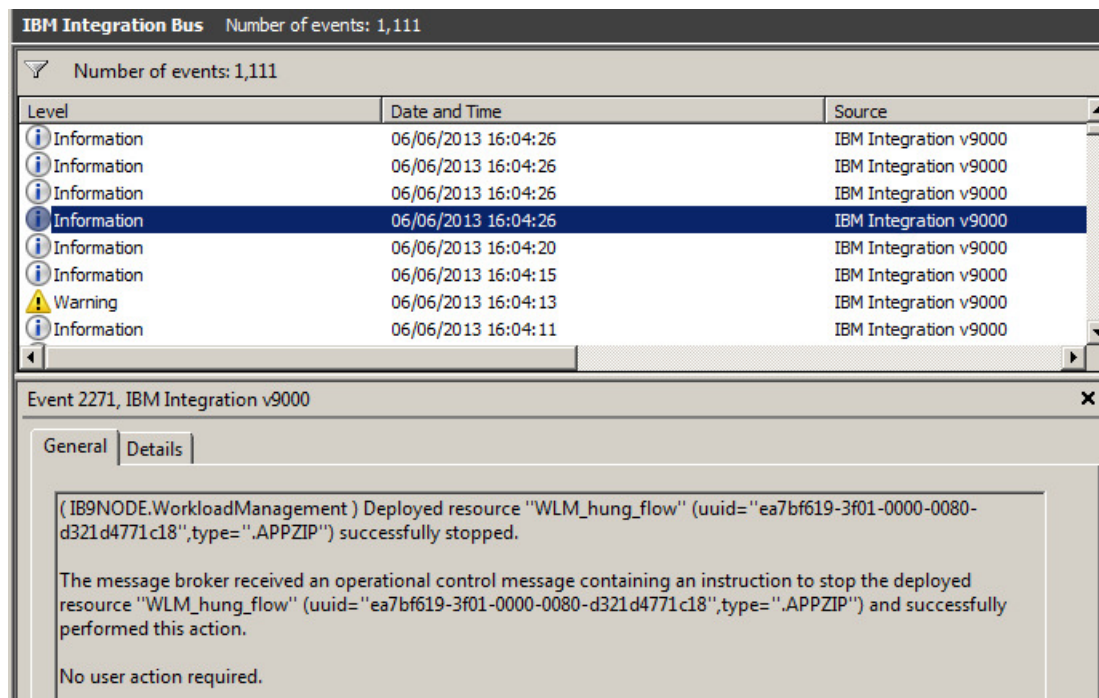 IBM Integration Bus Number of events: 1,111
Number of events: 1,111
Level Date and Time Source
Information 06/06/2013 16:04:26 IBM Integration v9000
Information 06/06/2013 16:04:26 IBM Integration v9000
Information 06/06/2013 16:04:26 IBM Integration v9000
Information 06/06/2013 16:04:26 IBM Integration v9000
Information 06/06/2013 16:04:20 IBM Integration v9000
Information 06/06/2013 16:04:15 IBM Integration v9000
Warning 06/06/2013 16:04:13 IBM Integration v9000
Information 06/06/2013 16:04:11 IBM Integration v9000
Event 2271, IBM Integration v9000
General Details
( IB9NODE.WorkloadManagement ) Deployed resource ''WLM_hung_flow'' (uuid=''ea7bf619-3f01-0000-0080-
d321d4771c18'',type=''.APPZIP'') successfully stopped.
The message broker received an operational control message containing an instruction to stop the deployed
resource ''WLM_hung_flow'' (uuid=''ea7bf619-3f01-0000-0080-d321d4771c18'',type=''.APPZIP'') and successfully
performed this action.
No user action required.